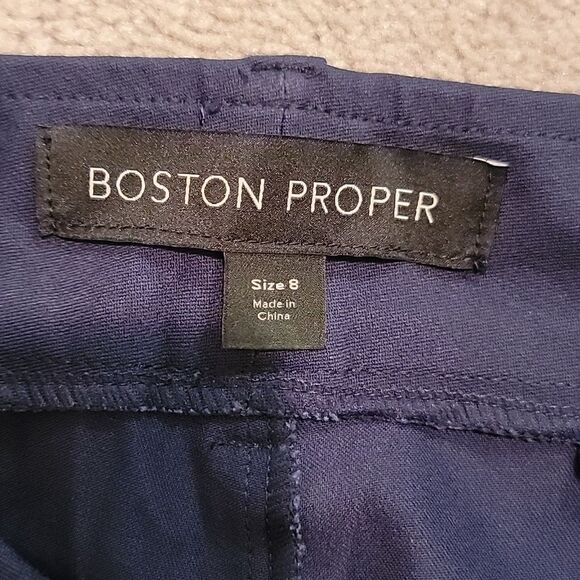 BOSTON PROPER
Size 8
Made in
China